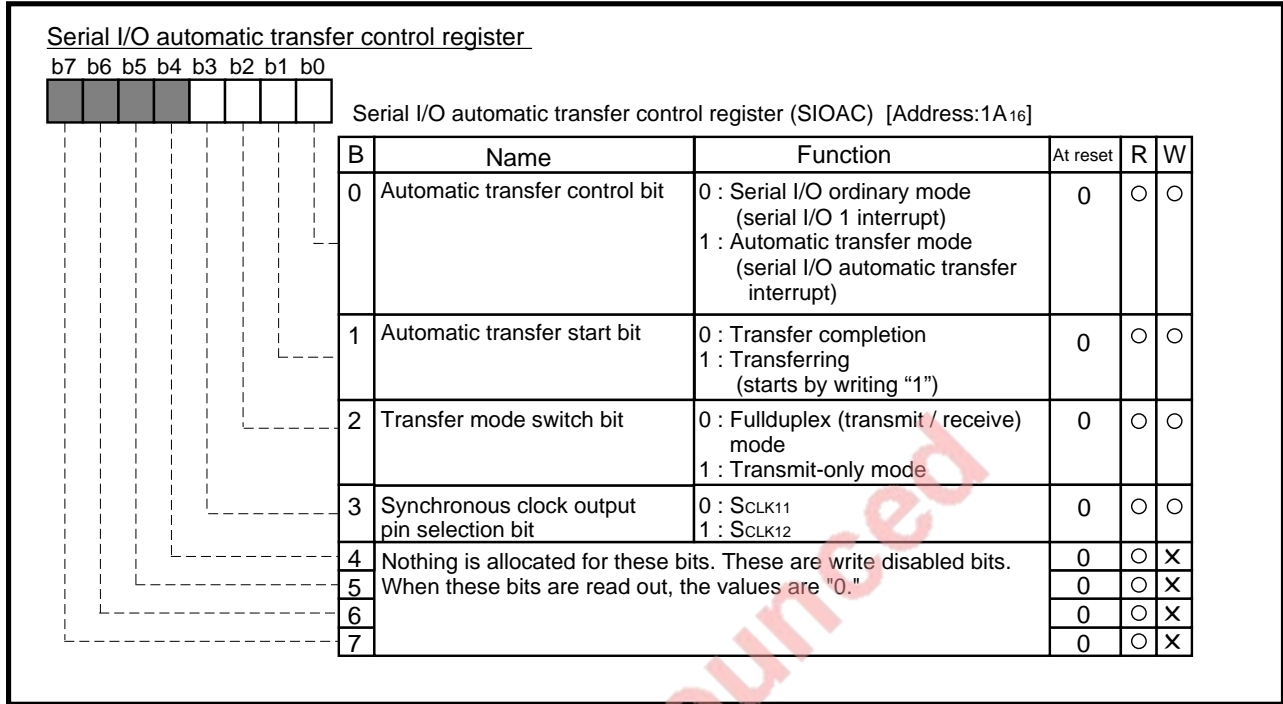 Serial I/O automatic transfer control register
b7 b6 b5 b4 b3 b2 b1 b0
Serial I/O automatic transfer control register (SIOAC) [Address:1A16]
B Name Function At reset R W
0 Automatic transfer control bit 0 : Serial I/O ordinary mode 0 ○ ○
(serial I/O 1 interrupt)
1 : Automatic transfer mode
(serial I/O automatic transfer
interrupt)
1 Automatic transfer start bit 0 : Transfer completion 0 ○ ○
1 : Transferring
(starts by writing “1”)
2 Transfer mode switch bit 0 : Fullduplex (transmit / receive) 0 ○ ○
mode
1 : Transmit-only mode
3 Synchronous clock output 0 : SCLK11 0 ○ ○
pin selection bit 1 : SCLK12
4 Nothing is allocated for these bits. These are write disabled bits. 0 ○ ×
5 When these bits are read out, the values are "0." 0 ○ ×
6 0 ○ ×
7 0 ○ ×